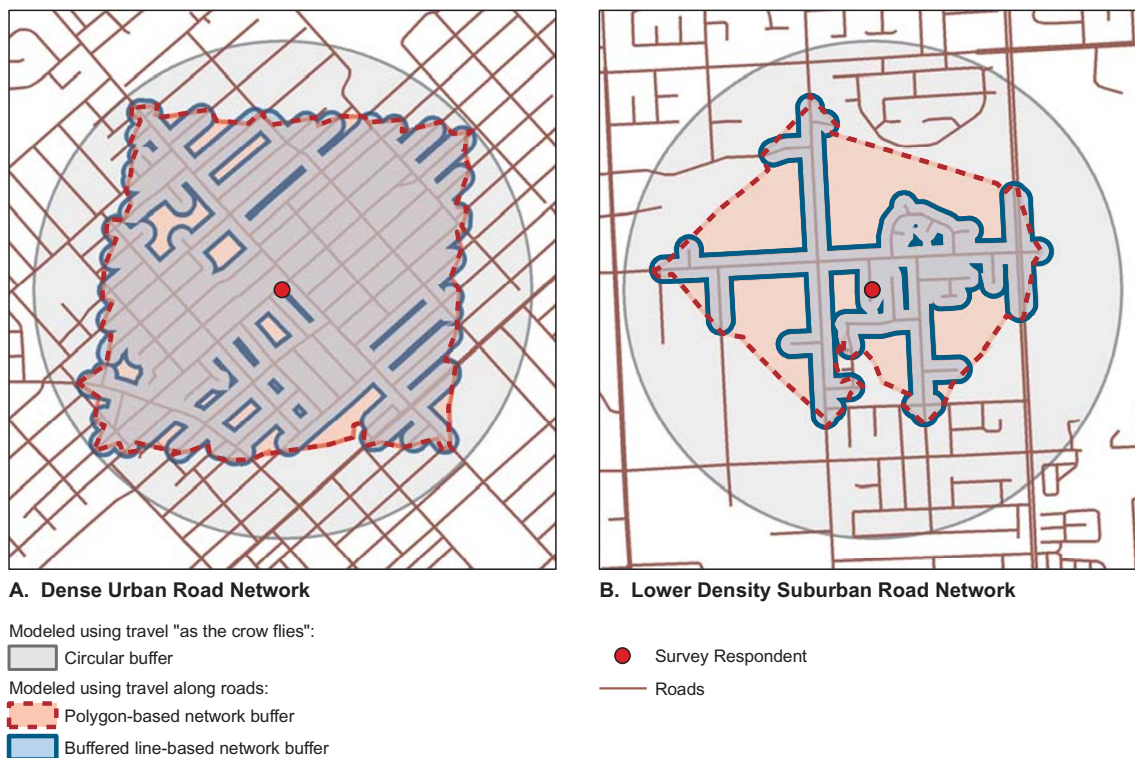 A. Dense Urban Road Network
B. Lower Density Suburban Road Network
Modeled using travel "as the crow flies":
Circular buffer
Modeled using travel along roads:
Polygon-based network buffer
Buffered line-based network buffer
Survey Respondent
Roads